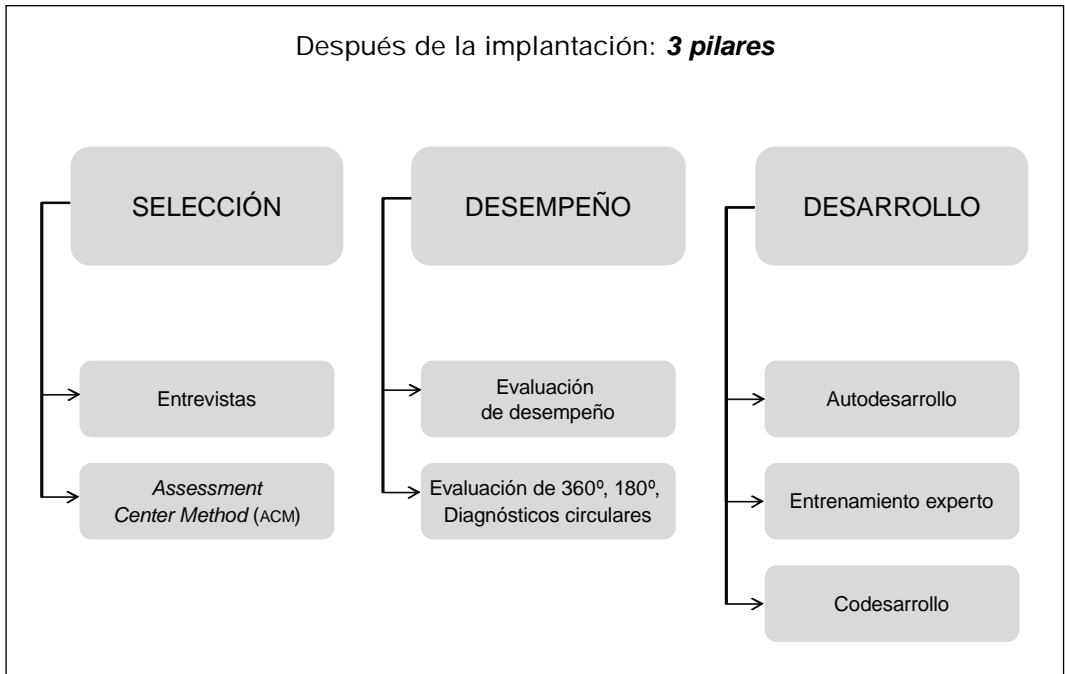 Después de la implantación: 3 pilares
SELECCIÓN
Entrevistas
Assessment
Center Method (ACM)
DESEMPEÑO
Evaluación
de desempeño
Evaluación de 360º, 180º,
Diagnósticos circulares
DESARROLLO
Autodesarrollo
Entrenamiento experto
Codesarrollo